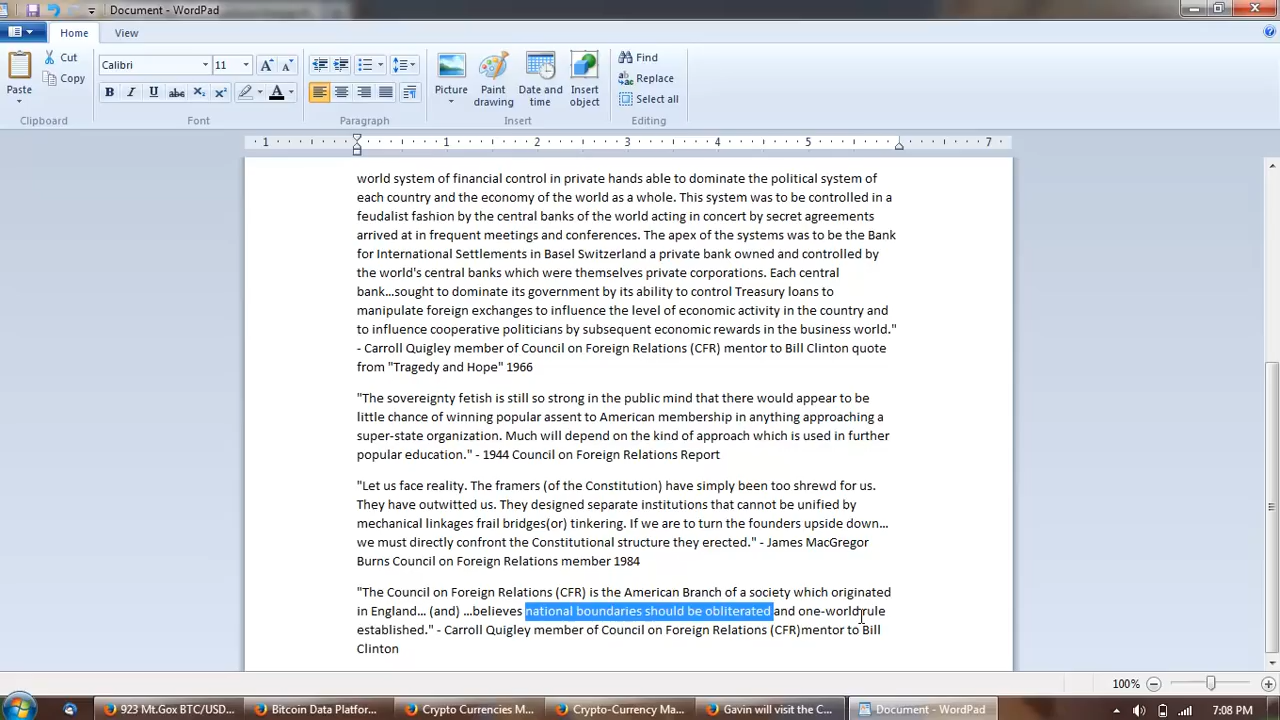 Document - WordPad
Home
View
Paste
Cut
Copy
Clipboard
Calibri
11
Font
Paragraph
Picture
Paint drawing
Date and time
Insert object
Insert
Find
Replace
Select all
Editing
1 1 2 3 4 5 7
world system of financial control in private hands able to dominate the political system of
each country and the economy of the world as a whole. This system was to be controlled in a
feudalist fashion by the central banks of the world acting in concert by secret agreements
arrived at in frequent meetings and conferences. The apex of the systems was to be the Bank
for International Settlements in Basel Switzerland a private bank owned and controlled by
the world's central banks which were themselves private corporations. Each central
bank...sought to dominate its government by its ability to control Treasury loans to
manipulate foreign exchanges to influence the level of economic activity in the country and
to influence cooperative politicians by subsequent economic rewards in the business world."
- Carroll Quigley member of Council on Foreign Relations (CFR) mentor to Bill Clinton quote
from "Tragedy and Hope" 1966
"The sovereignty fetish is still so strong in the public mind that there would appear to be
little chance of winning popular assent to American membership in anything approaching a
super-state organization. Much will depend on the kind of approach which is used in further
popular education." - 1944 Council on Foreign Relations Report
"Let us face reality. The framers (of the Constitution) have simply been too shrewd for us.
They have outwitted us. They designed separate institutions that cannot be unified by
mechanical linkages frail bridges(or) tinkering. If we are to turn the founders upside down...
we must directly confront the Constitutional structure they erected." - James MacGregor
Burns Council on Foreign Relations member 1984
"The Council on Foreign Relations (CFR) is the American Branch of a society which originated
in England... (and) ...believes national boundaries should be obliterated and one-world rule
established." - Carroll Quigley member of Council on Foreign Relations (CFR)mentor to Bill
Clinton
100%
923 Mt.Gox BTC/USD...
Bitcoin Data Platfor...
Crypto Currencies M...
Crypto-Currency Ma...
Gavin will visit the C...
Document - WordPad
7:08 PM